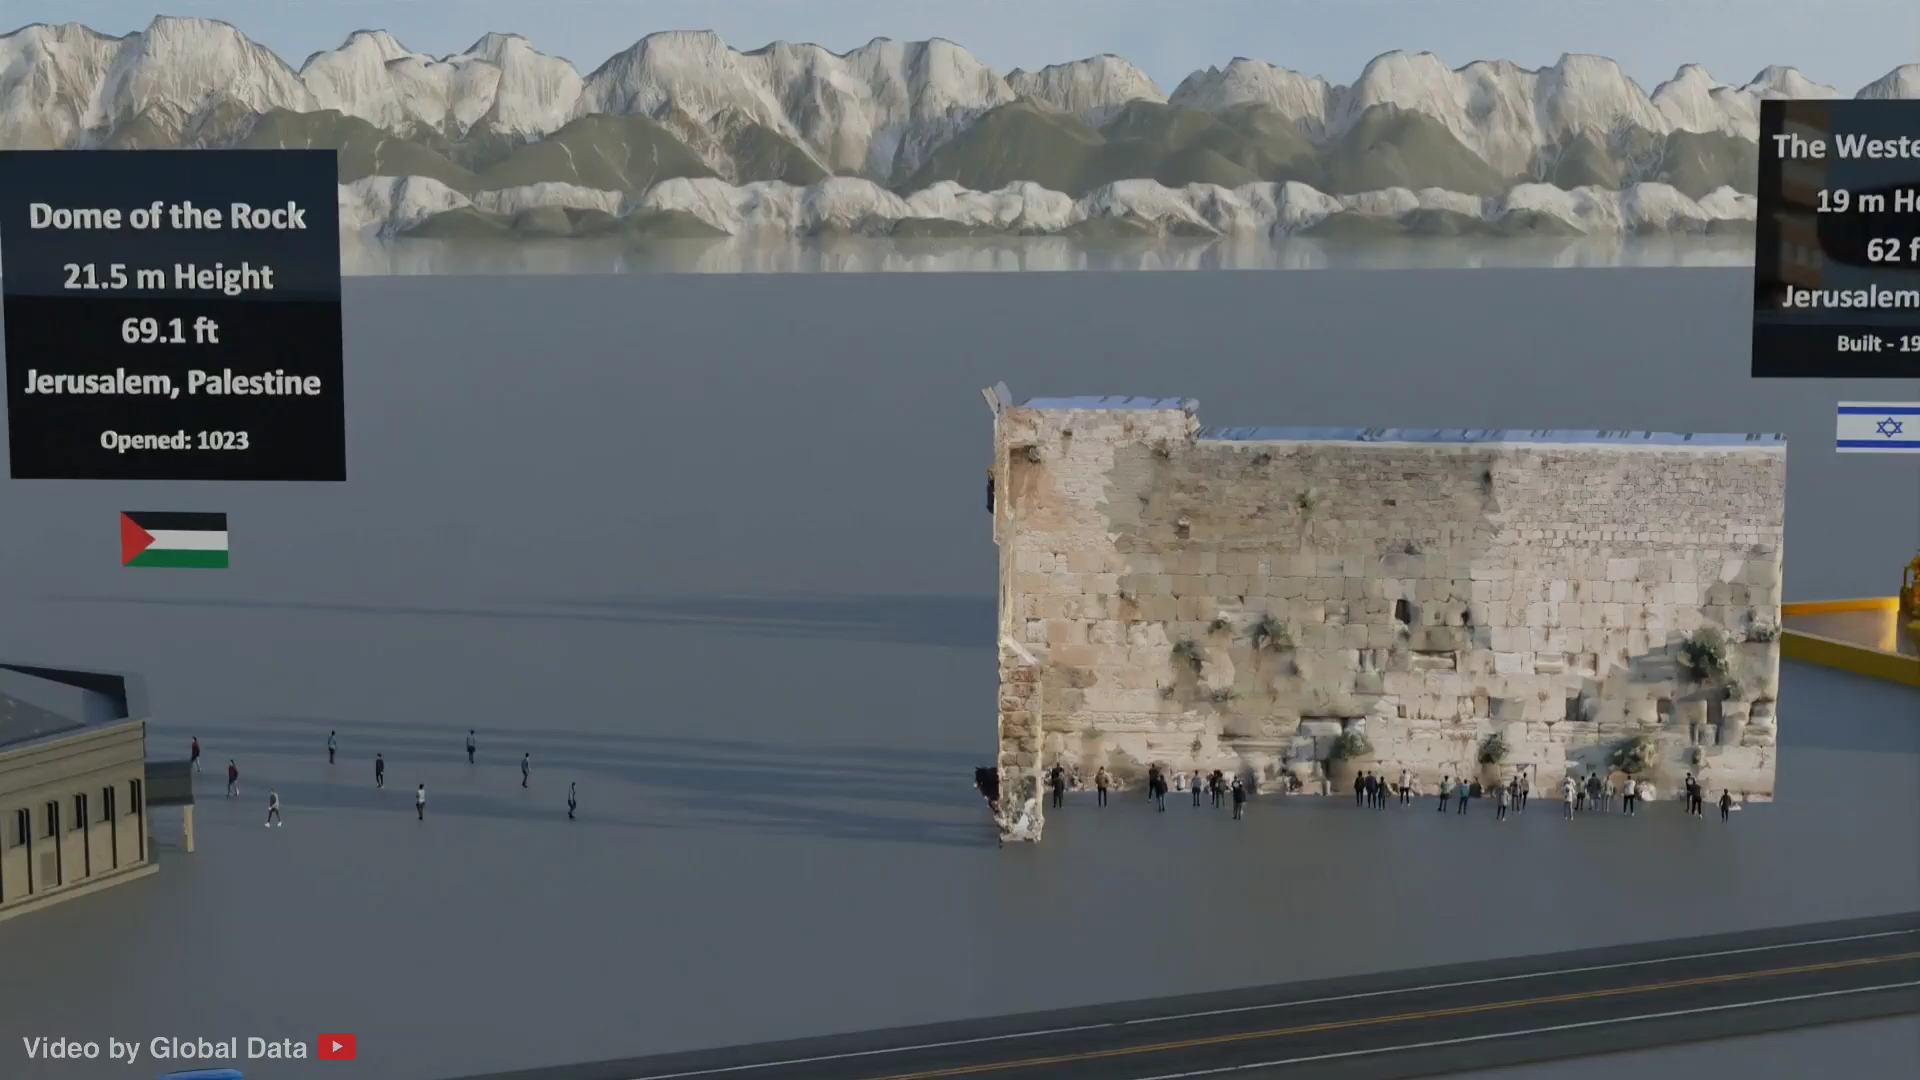 Dome of the Rock
21.5 m Height
69.1 ft
Jerusalem, Palestine
Opened: 1023
The Weste
19 m He
62 f
Jerusalem
Built - 19
Video by Global Data